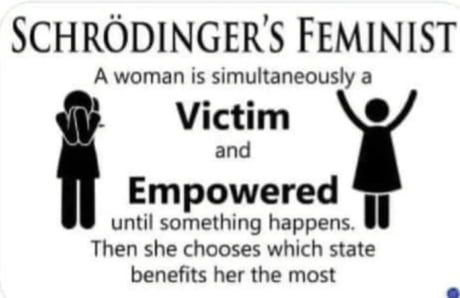 SCHRÖDINGER'S FEMINIST
A woman is simultaneously a
Victim
and
Empowered
until something happens.
Then she chooses which state
benefits her the most